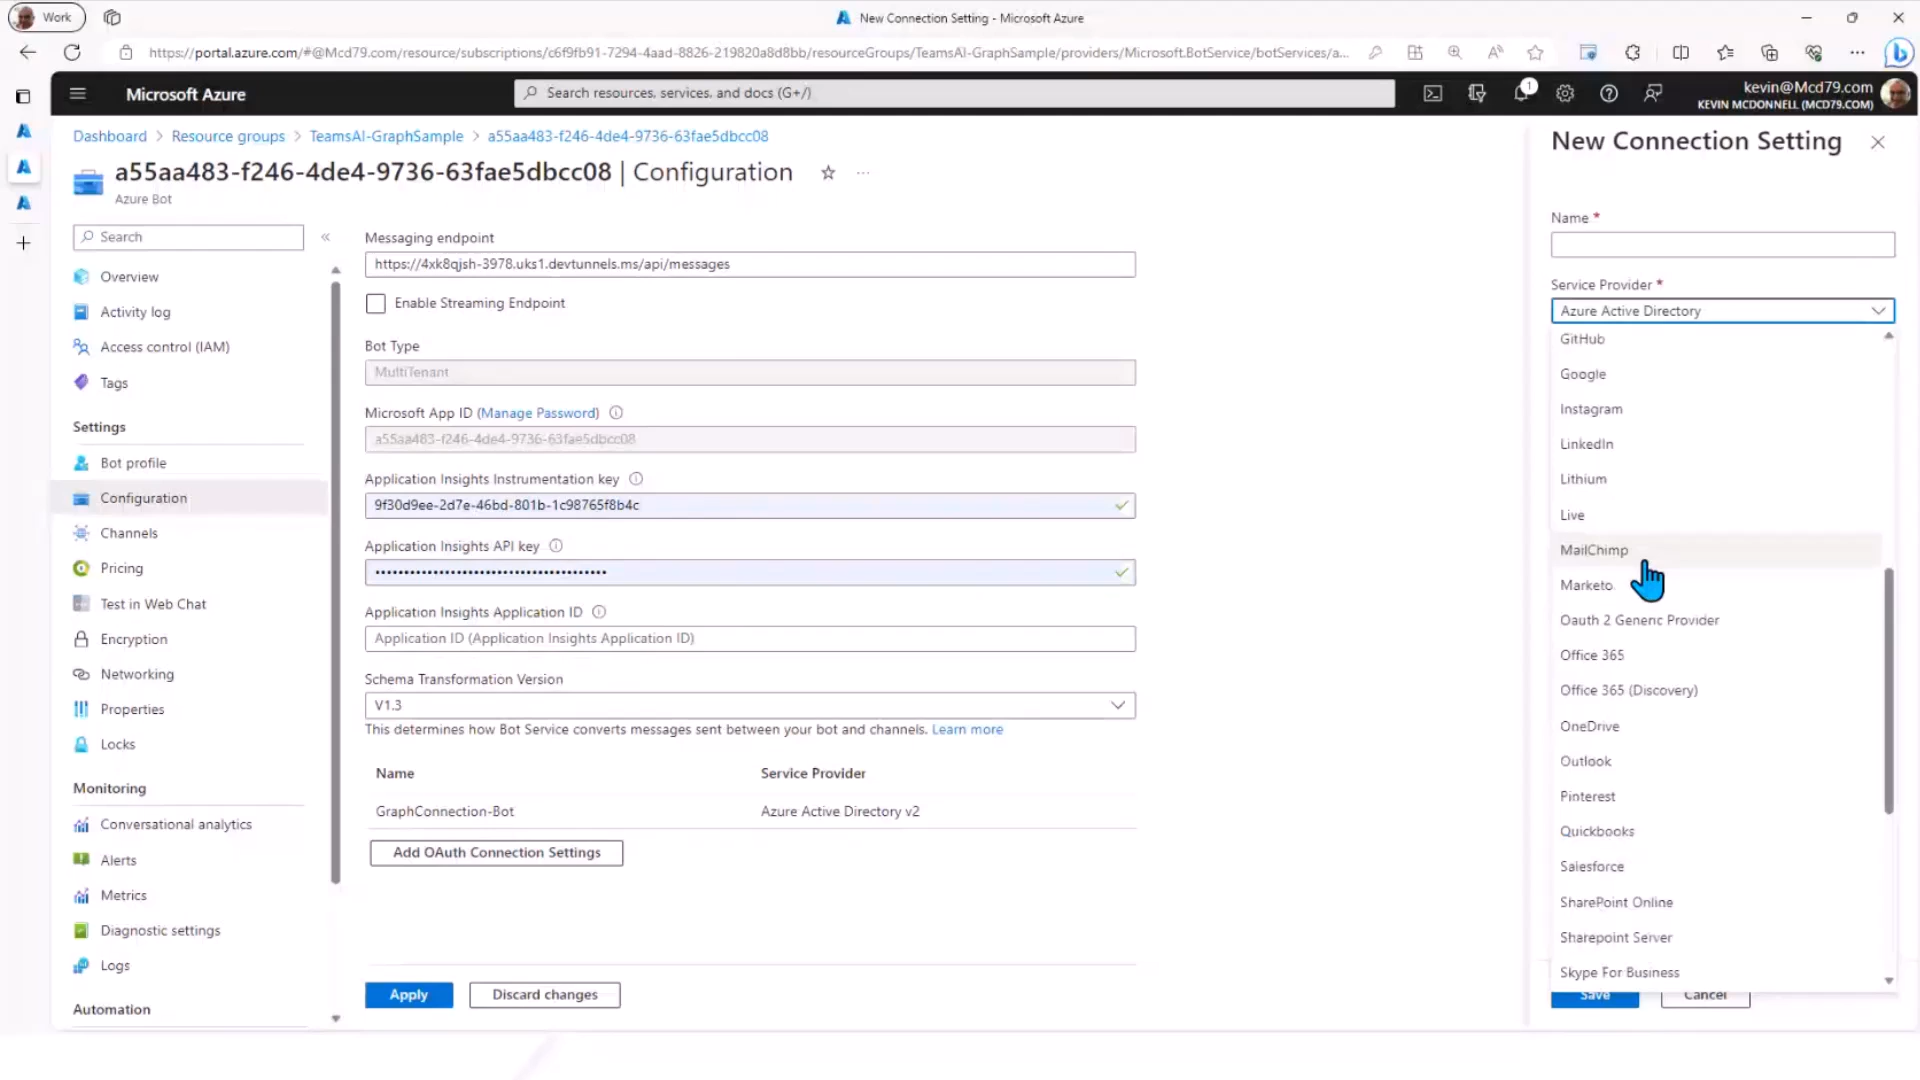 Work
New Connection Setting - Microsoft Azure
https://portal.azure.com/#@Mcd79.com/resource/subscriptions/c6f9fb91-7294-4aad-8826-219820a8d8bb/resourceGroups/TeamsAI-GraphSample/providers/Microsoft.BotService/botServices/a...
Microsoft Azure
Search resources, services, and docs (G+/)
1
kevin@Mcd79.com
KEVIN MCDONNELL (MCD79.COM)
Dashboard > Resource groups > TeamsAI-GraphSample > a55aa483-f246-4de4-9736-63fae5dbcc08
a55aa483-f246-4de4-9736-63fae5dbcc08 | Configuration
Azure Bot
Search
Overview
Activity log
Access control (IAM)
Tags
Settings
Bot profile
Configuration
Channels
Pricing
Test in Web Chat
Encryption
Networking
Properties
Locks
Monitoring
Conversational analytics
Alerts
Metrics
Diagnostic settings
Logs
Automation
Messaging endpoint
https://4xk8qjsh-3978.uks1.devtunnels.ms/api/messages
Enable Streaming Endpoint
Bot Type
MultiTenant
Microsoft App ID (Manage Password)
a55aa483-f246-4de4-9736-63fae5dbcc08
Application Insights Instrumentation key
9f30d9ee-2d7e-46bd-801b-1c98765f8b4c
Application Insights API key
Application Insights Application ID
Application ID (Application Insights Application ID)
Schema Transformation Version
V1.3
This determines how Bot Service converts messages sent between your bot and channels. Learn more
Name Service Provider
GraphConnection-Bot Azure Active Directory v2
Add OAuth Connection Settings
Apply Discard changes
New Connection Setting
Name *
Service Provider *
Azure Active Directory
GitHub
Google
Instagram
LinkedIn
Lithium
Live
MailChimp
Marketo
Oauth 2 Generic Provider
Office 365
Office 365 (Discovery)
OneDrive
Outlook
Pinterest
Quickbooks
Salesforce
SharePoint Online
Sharepoint Server
Skype For Business
Save Cancel